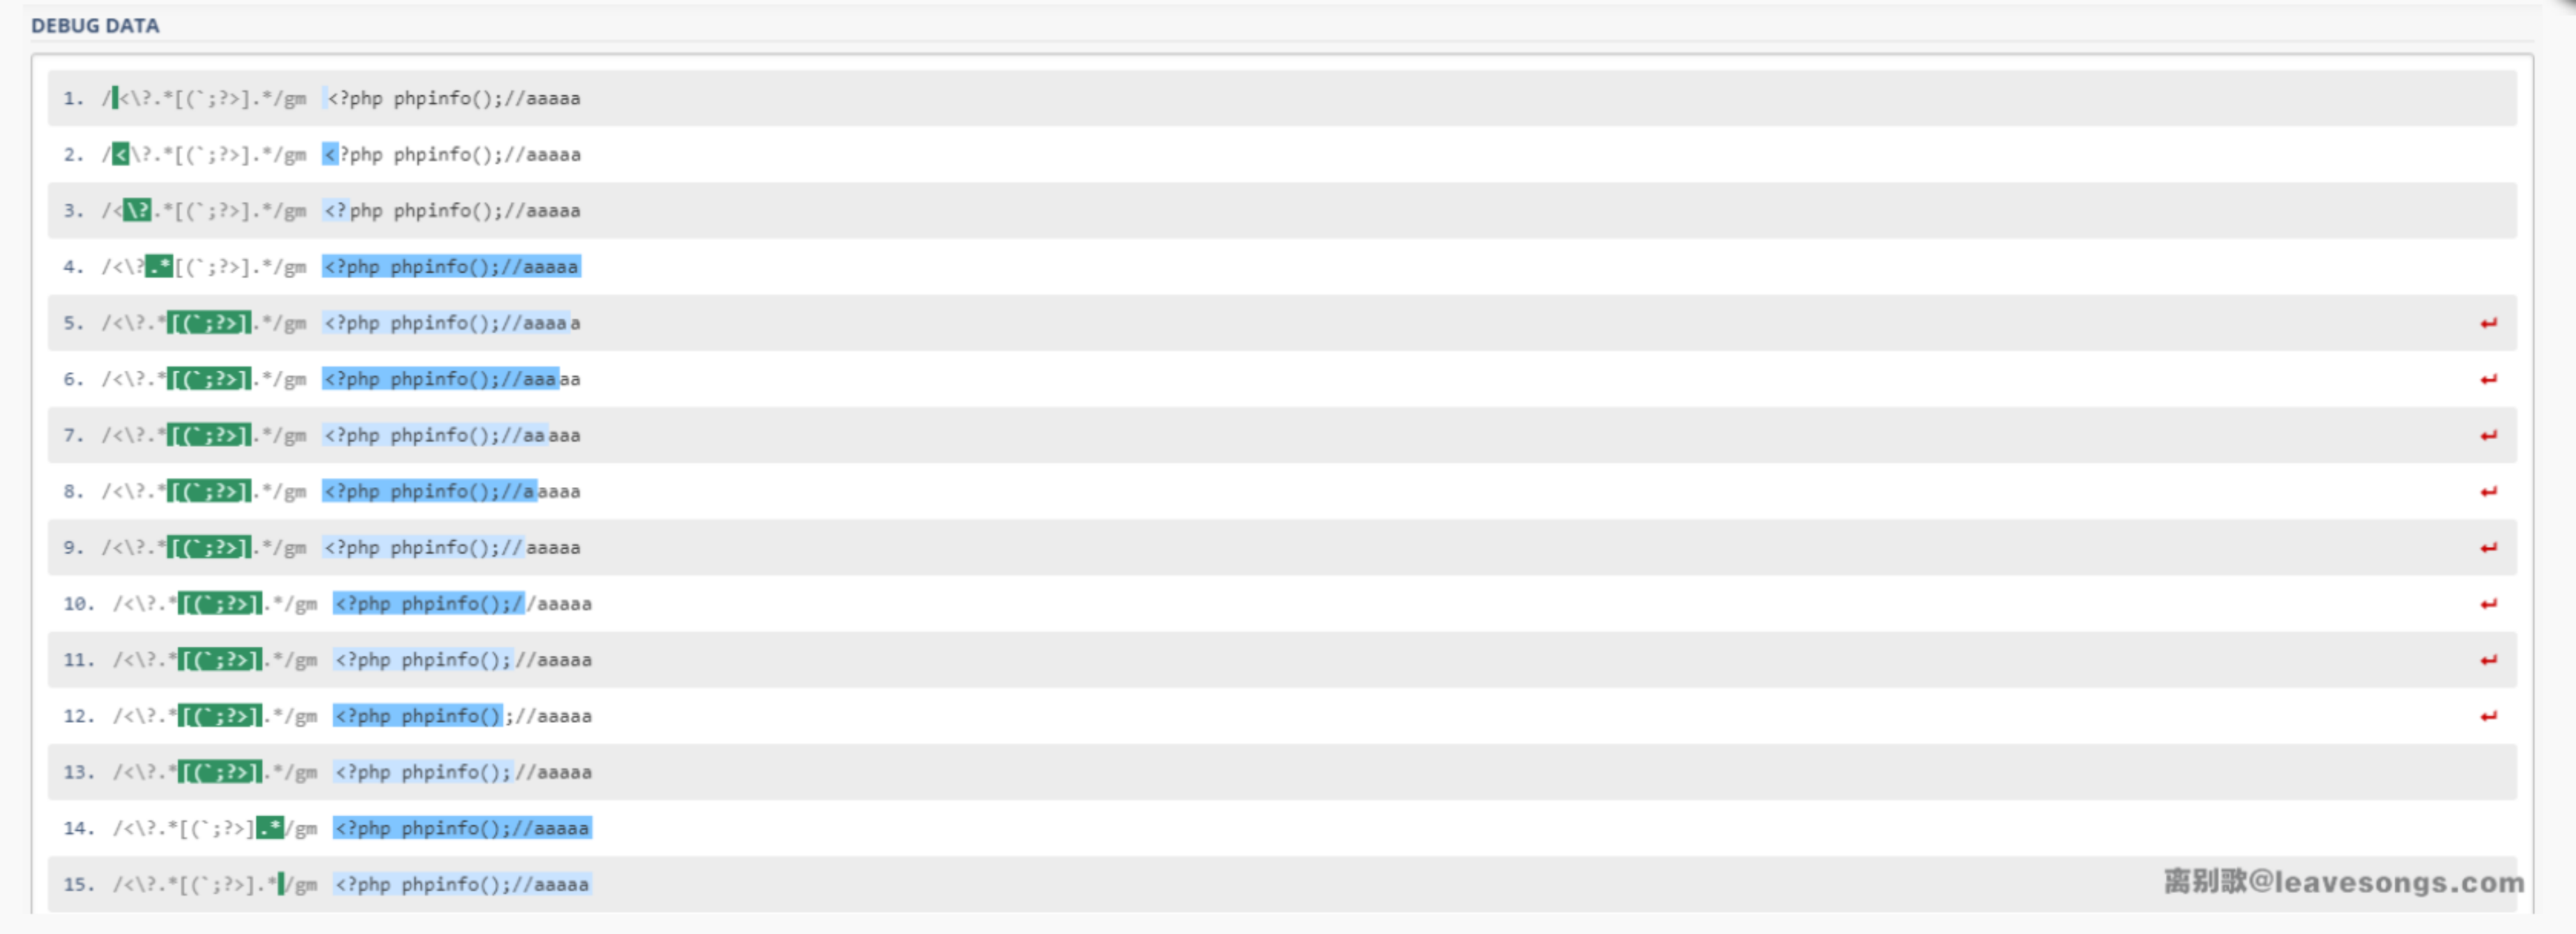 DEBUG DATA
1. /<\?.*[(`;?>].*/gm <?php phpinfo();//aaaaa
2. /<\?.*[(`;?>].*/gm <?php phpinfo();//aaaaa
3. /<\?.*[(`;?>].*/gm <?php phpinfo();//aaaaa
4. /<\?.*[(`;?>].*/gm <?php phpinfo();//aaaaa
5. /<\?.*[(`;?>].*/gm <?php phpinfo();//aaaaa
6. /<\?.*[(`;?>].*/gm <?php phpinfo();//aaaaa
7. /<\?.*[(`;?>].*/gm <?php phpinfo();//aaaaa
8. /<\?.*[(`;?>].*/gm <?php phpinfo();//aaaaa
9. /<\?.*[(`;?>].*/gm <?php phpinfo();//aaaaa
10. /<\?.*[(`;?>].*/gm <?php phpinfo();//aaaaa
11. /<\?.*[(`;?>].*/gm <?php phpinfo();//aaaaa
12. /<\?.*[(`;?>].*/gm <?php phpinfo();//aaaaa
13. /<\?.*[(`;?>].*/gm <?php phpinfo();//aaaaa
14. /<\?.*[(`;?>].*/gm <?php phpinfo();//aaaaa
15. /<\?.*[(`;?>].*/gm <?php phpinfo();//aaaaa
离别歌@leavesongs.com